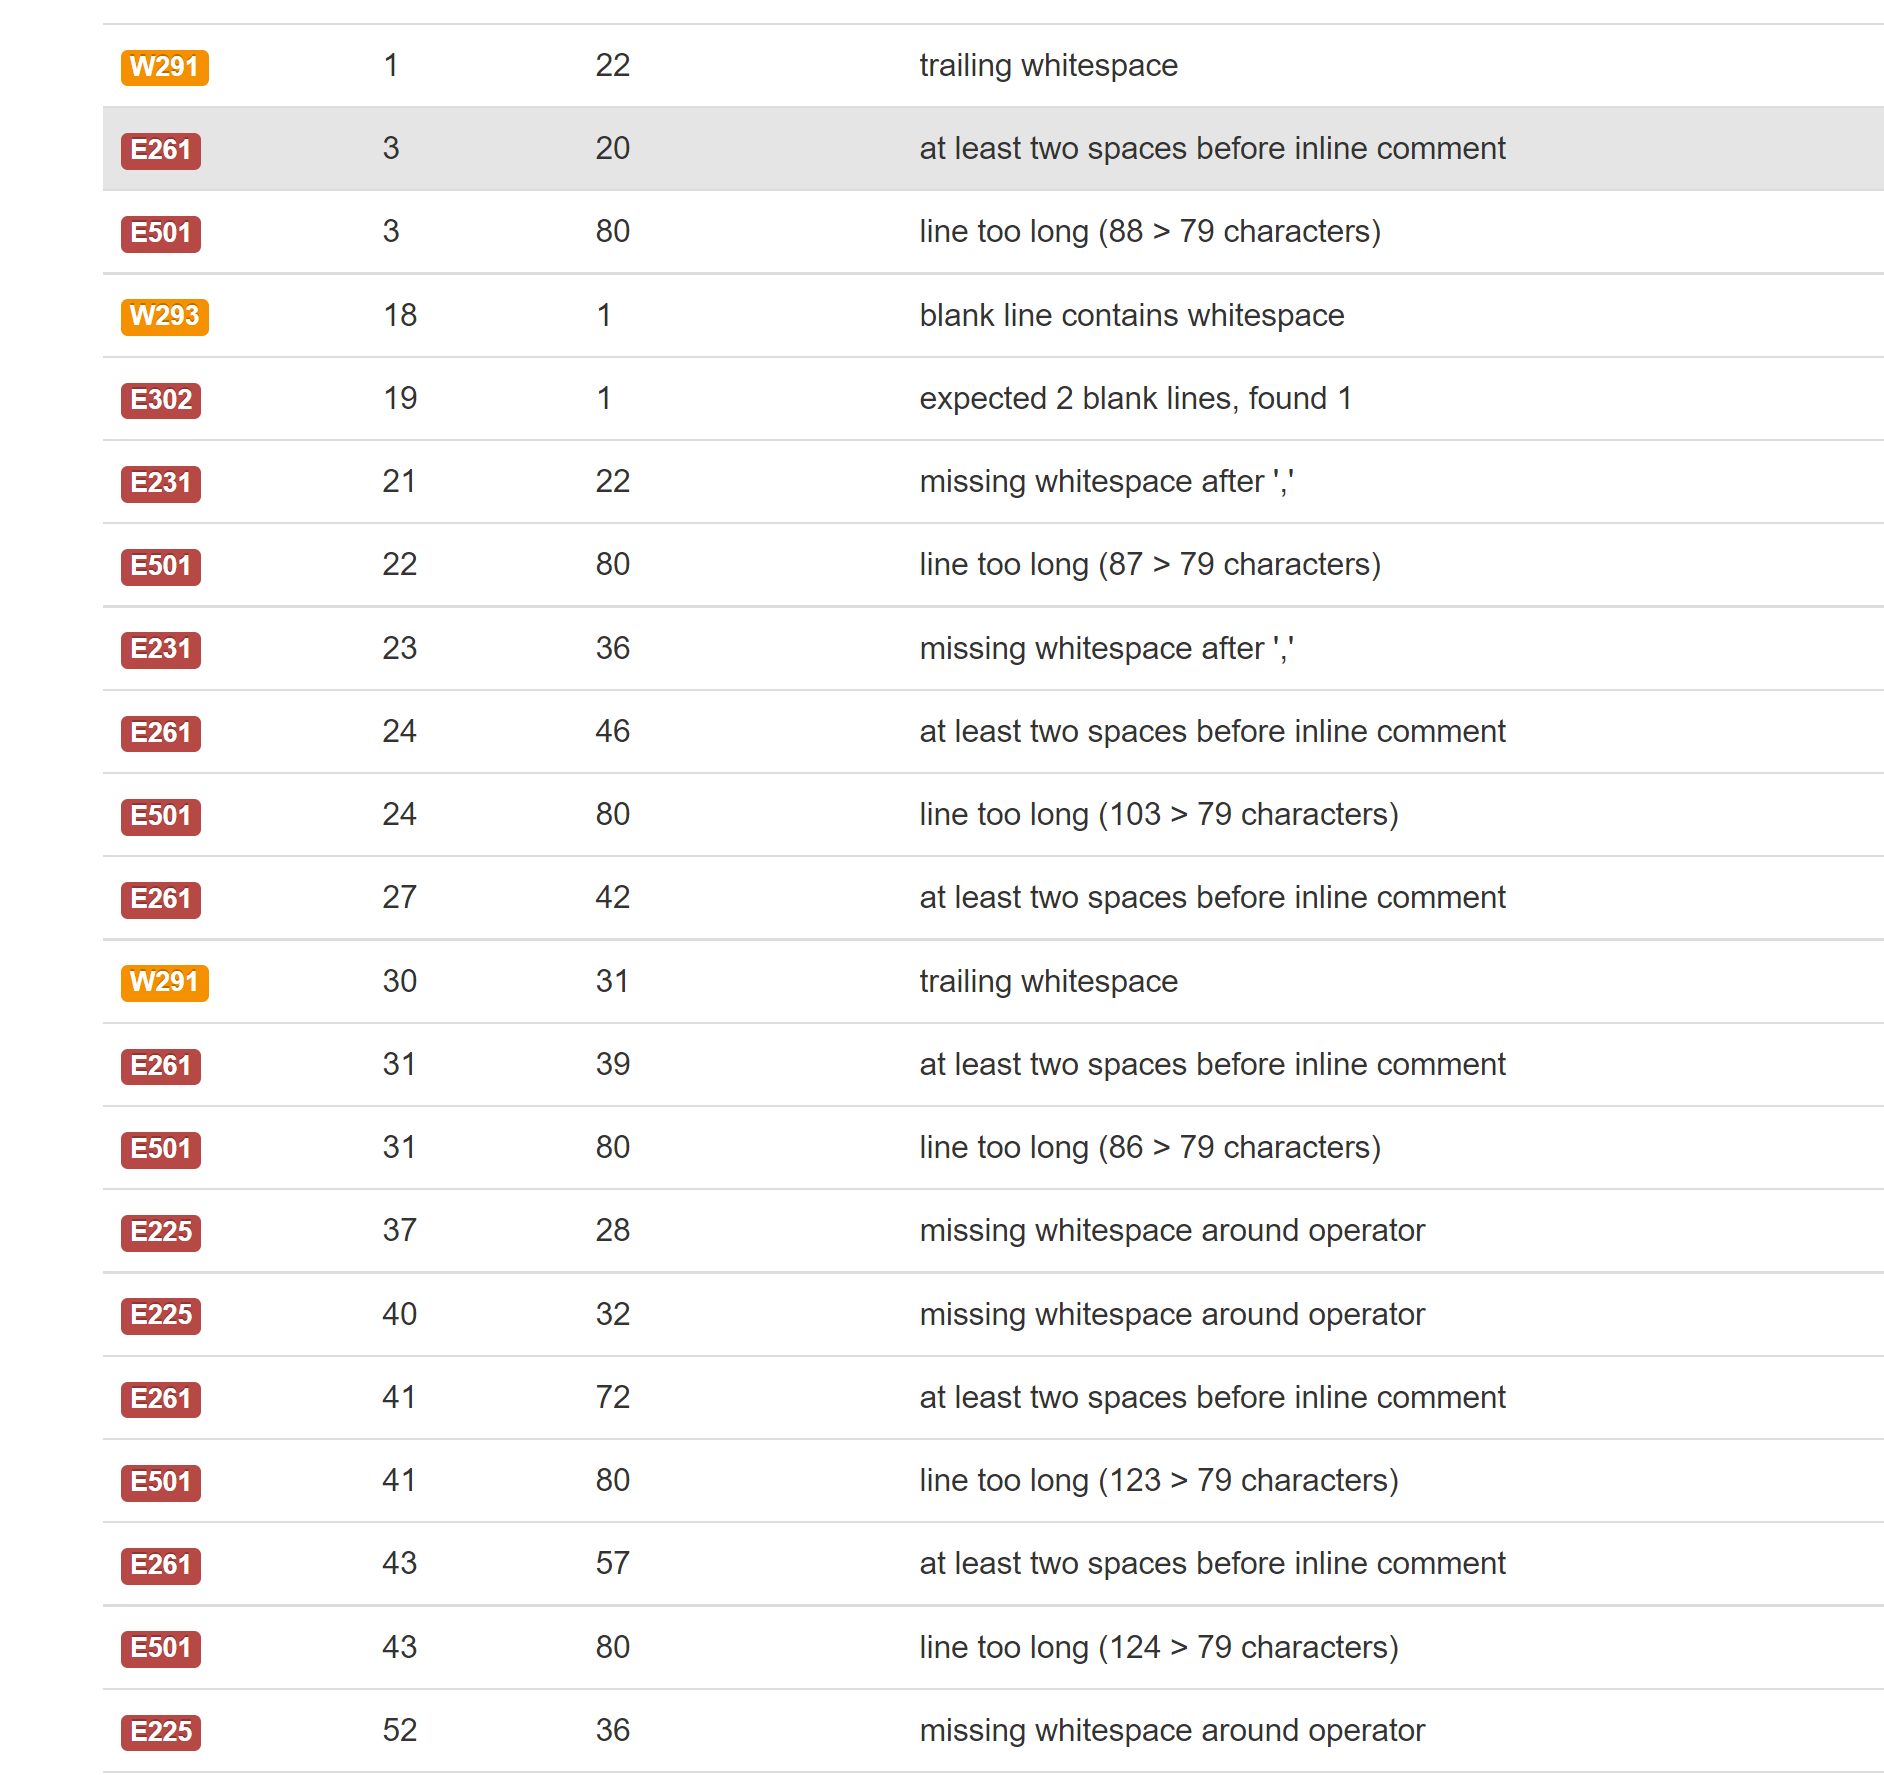 W291 1 22 trailing whitespace
E261 3 20 at least two spaces before inline comment
E501 3 80 line too long (88 > 79 characters)
W293 18 1 blank line contains whitespace
E302 19 1 expected 2 blank lines, found 1
E231 21 22 missing whitespace after ','
E501 22 80 line too long (87 > 79 characters)
E231 23 36 missing whitespace after ','
E261 24 46 at least two spaces before inline comment
E501 24 80 line too long (103 > 79 characters)
E261 27 42 at least two spaces before inline comment
W291 30 31 trailing whitespace
E261 31 39 at least two spaces before inline comment
E501 31 80 line too long (86 > 79 characters)
E225 37 28 missing whitespace around operator
E225 40 32 missing whitespace around operator
E261 41 72 at least two spaces before inline comment
E501 41 80 line too long (123 > 79 characters)
E261 43 57 at least two spaces before inline comment
E501 43 80 line too long (124 > 79 characters)
E225 52 36 missing whitespace around operator